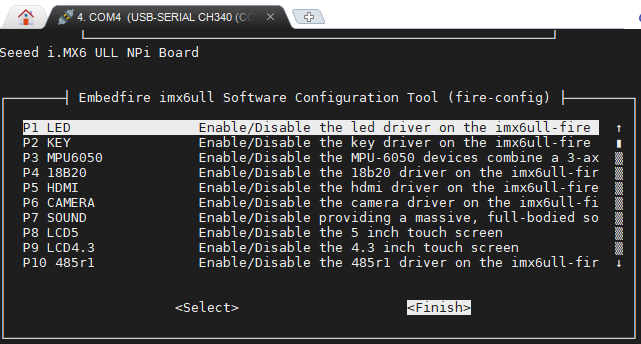 4. COM4 (USB-SERIAL CH340 (CO
Seeed i.MX6 ULL NPi Board
Embedfire imx6ull Software Configuration Tool (fire-config)
P1 LED Enable/Disable the led driver on the imx6ull-fire
P2 KEY Enable/Disable the key driver on the imx6ull-fire
P3 MPU6050 Enable/Disable the MPU-6050 devices combine a 3-ax
P4 18B20 Enable/Disable the 18b20 driver on the imx6ull-fir
P5 HDMI Enable/Disable the hdmi driver on the imx6ull-fire
P6 CAMERA Enable/Disable the camera driver on the imx6ull-fi
P7 SOUND Enable/Disable providing a massive, full-bodied so
P8 LCD5 Enable/Disable the 5 inch touch screen
P9 LCD4.3 Enable/Disable the 4.3 inch touch screen
P10 485r1 Enable/Disable the 485r1 driver on the imx6ull-fir
<Select> <Finish>